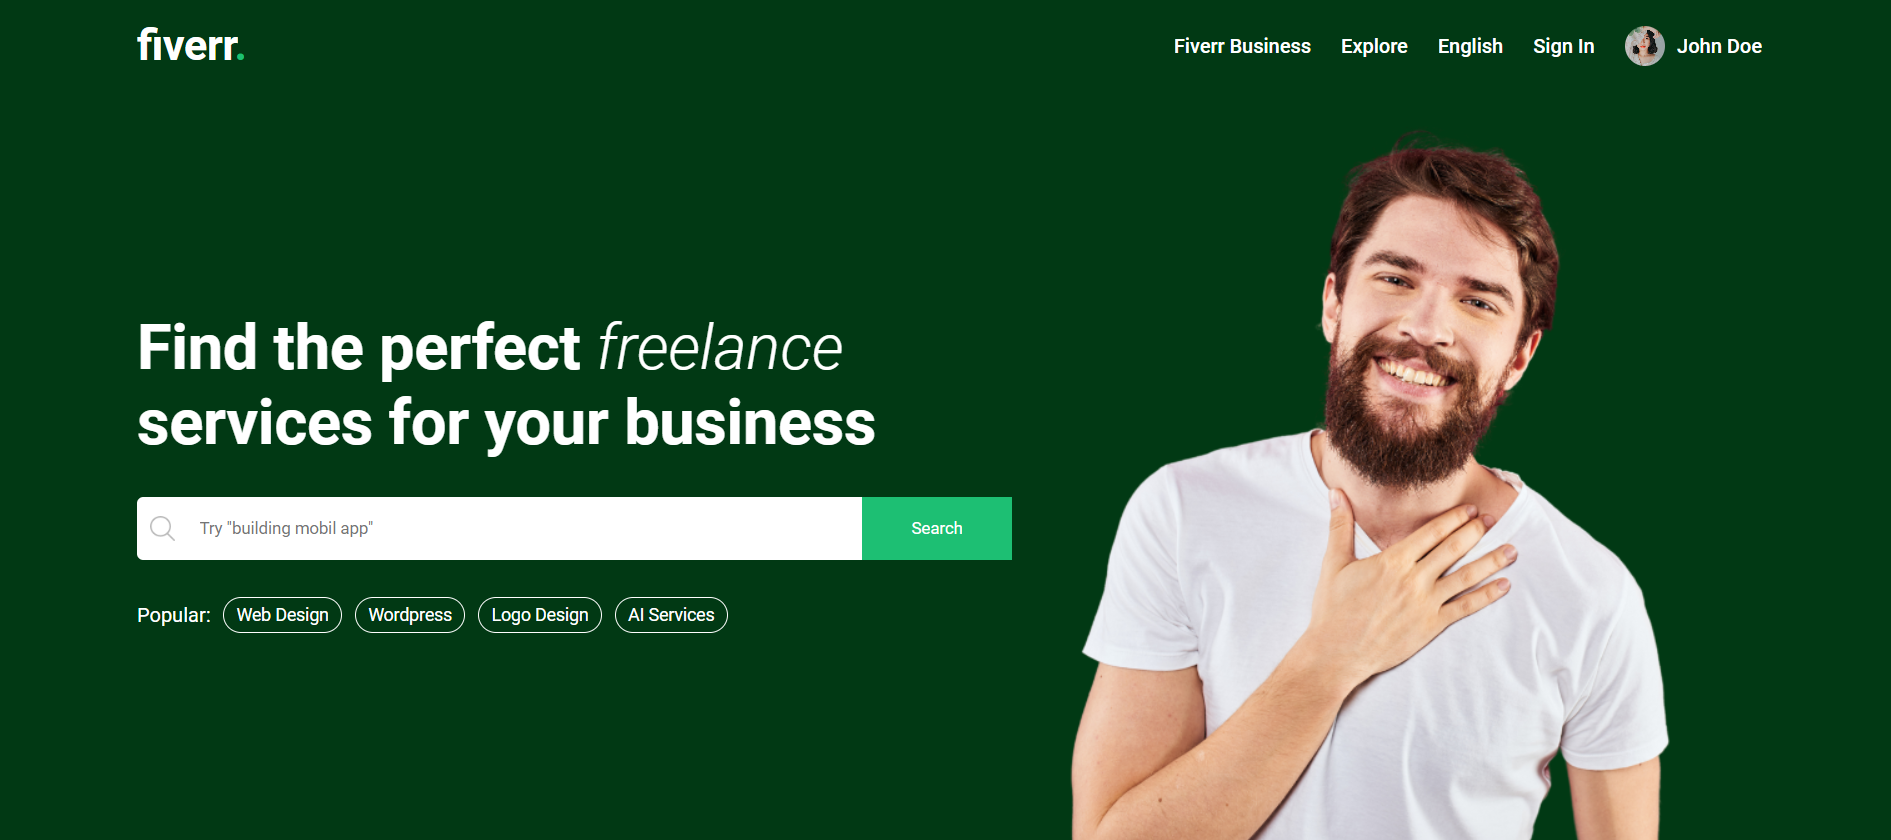 fiverr.
Fiverr Business Explore English Sign In John Doe
Find the perfect freelance
services for your business
Try "building mobil app" Search
Popular: Web Design Wordpress Logo Design AI Services